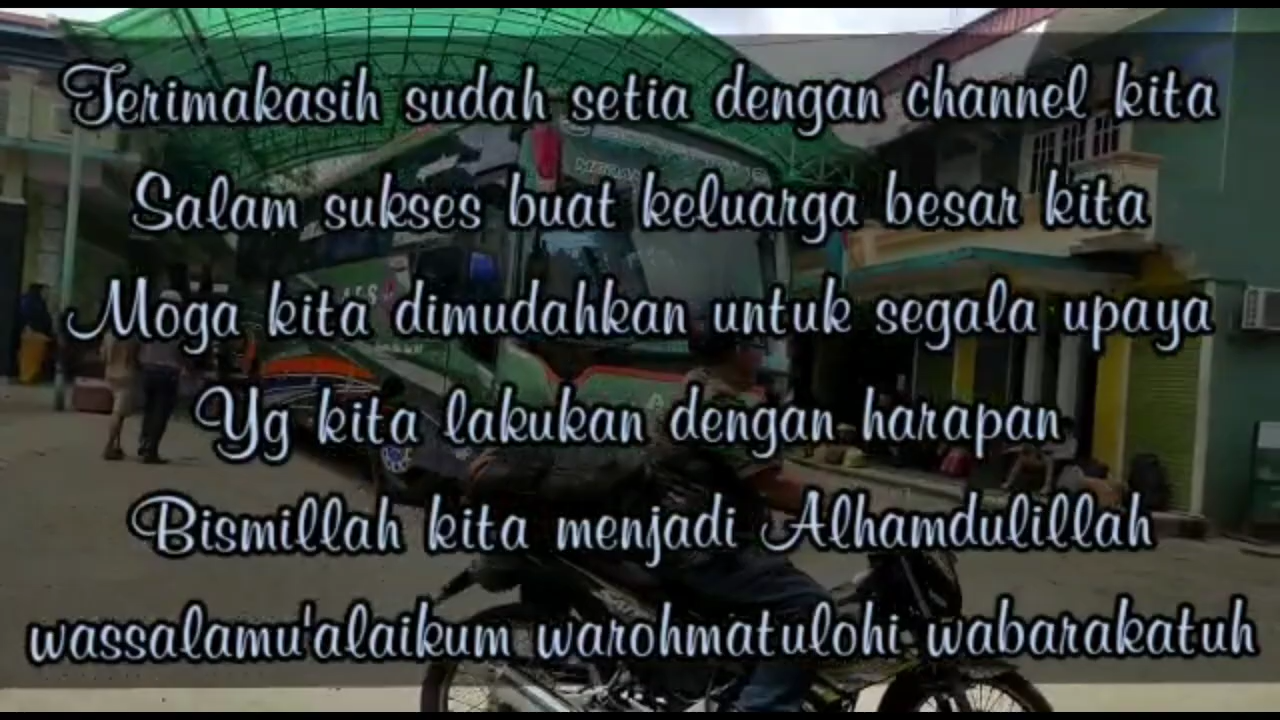 Terimakasih sudah setia dengan channel kita
Salam sukses buat keluarga besar kita
Moga kita dimudahkan untuk segala upaya
Yg kita lakukan dengan harapan
Bismillah kita menjadi Alhamdulillah
wassalamu'alaikum warohmatulohi wabarakatuh